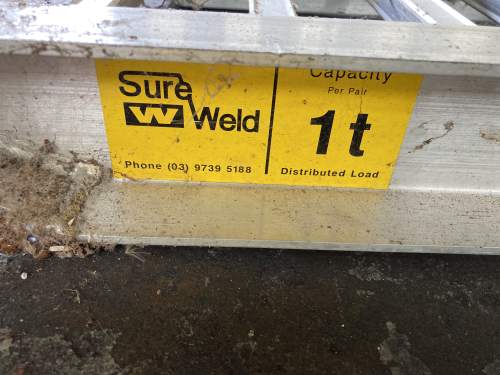 Sure
W Weld
Phone (03) 9739 5188
Capacity
Per Pair
1t
Distributed Load